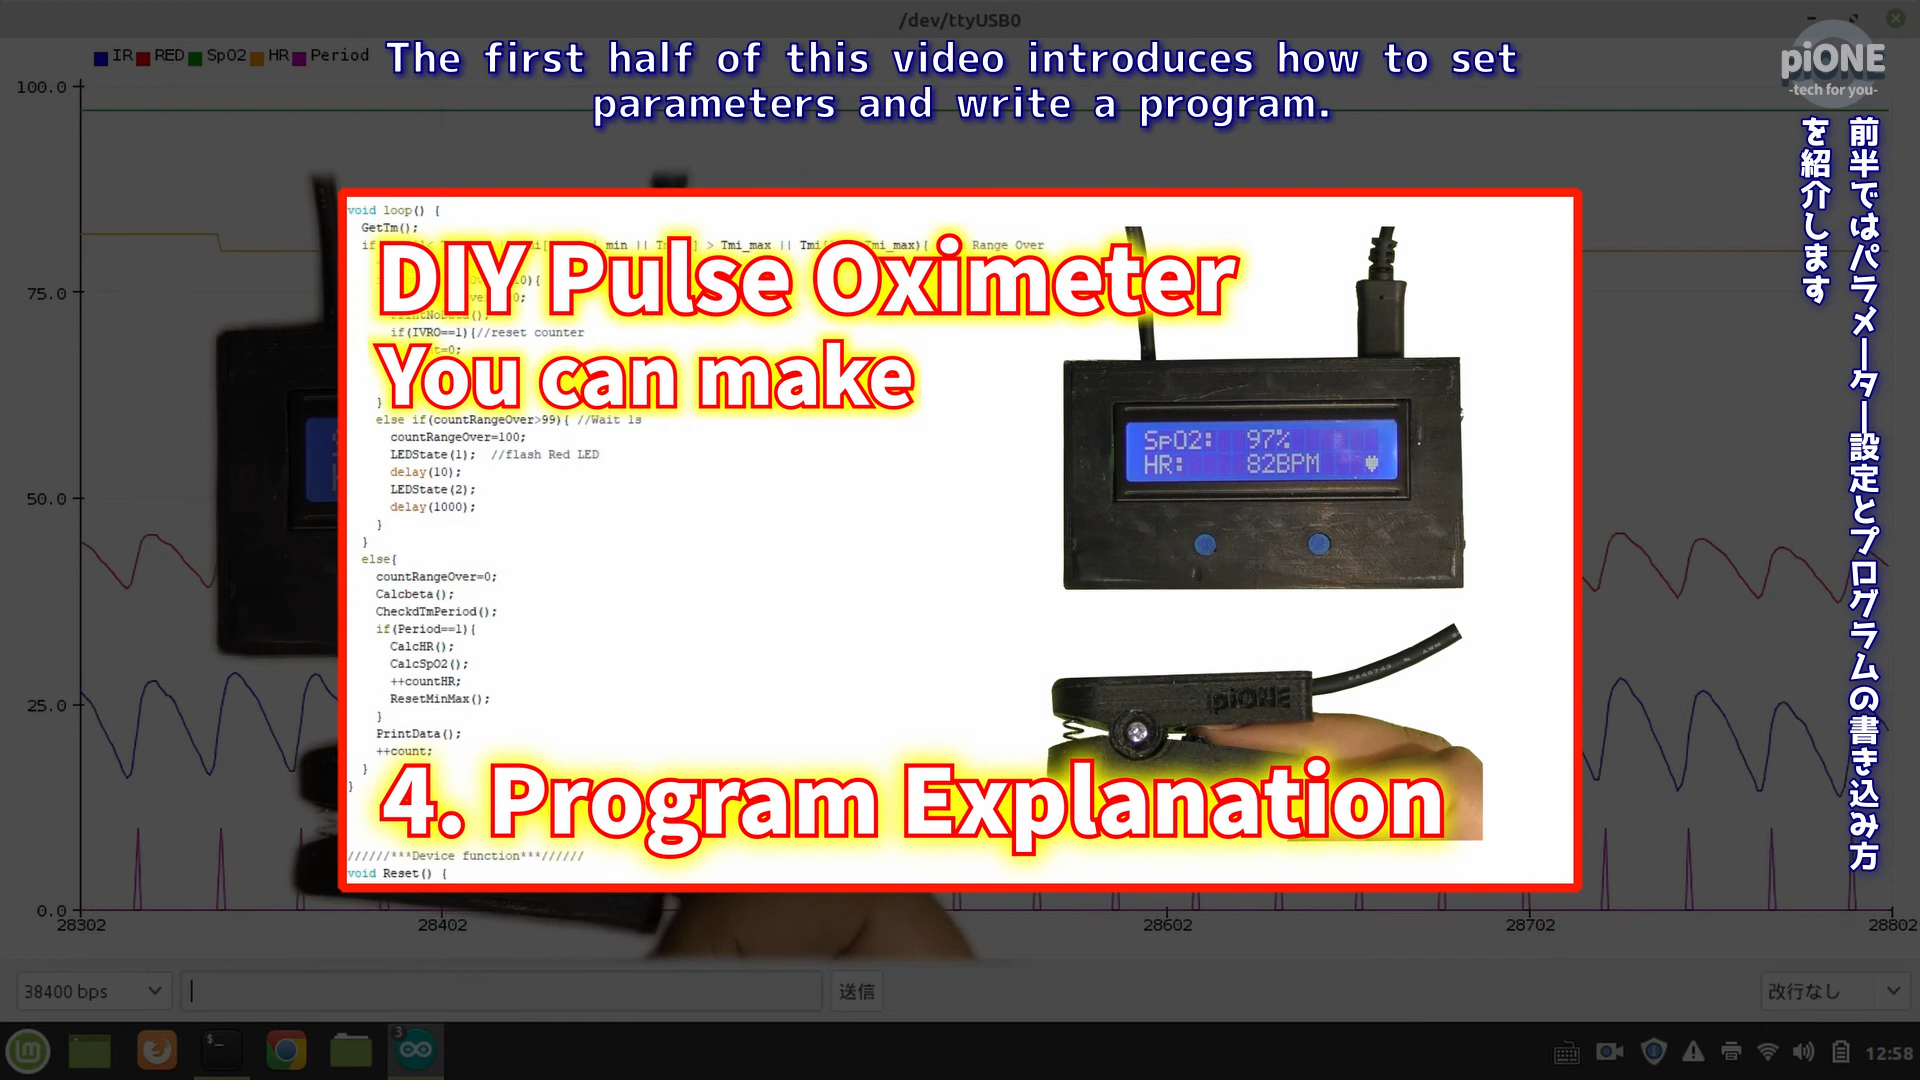 /dev/ttyUSB0
IR RED SpO2 HR Period
The first half of this video introduces how to set
parameters and write a program.
piONE
-tech for you-
前半ではパラメーター設定とプログラムの書き込み方
を紹介します
100.0
75.0
50.0
25.0
0.0
28302
28402
28602
28702
28802
void loop() {
GetTm();
DIY Pulse Oximeter
You can make
Tmi_max || Tmi
Tmi_max){
Range Over
if(IVRO==1){//reset counter
}
else if(countRangeOver>99){ //Wait 1s
countRangeOver=100;
LEDState(1); //flash Red LED
delay(10);
LEDState(2);
delay(1000);
}
}
else{
countRangeOver=0;
Calcbeta();
CheckdTmPeriod();
if(Period==1){
CalcHR();
CalcSpO2();
++countHR;
ResetMinMax();
}
PrintData();
++count;
}
}
4. Program Explanation
//////***Device function***//////
void Reset() {
SpO2: 97%
HR: 82BPM
piONE
38400 bps
送信
改行なし
3
12:58